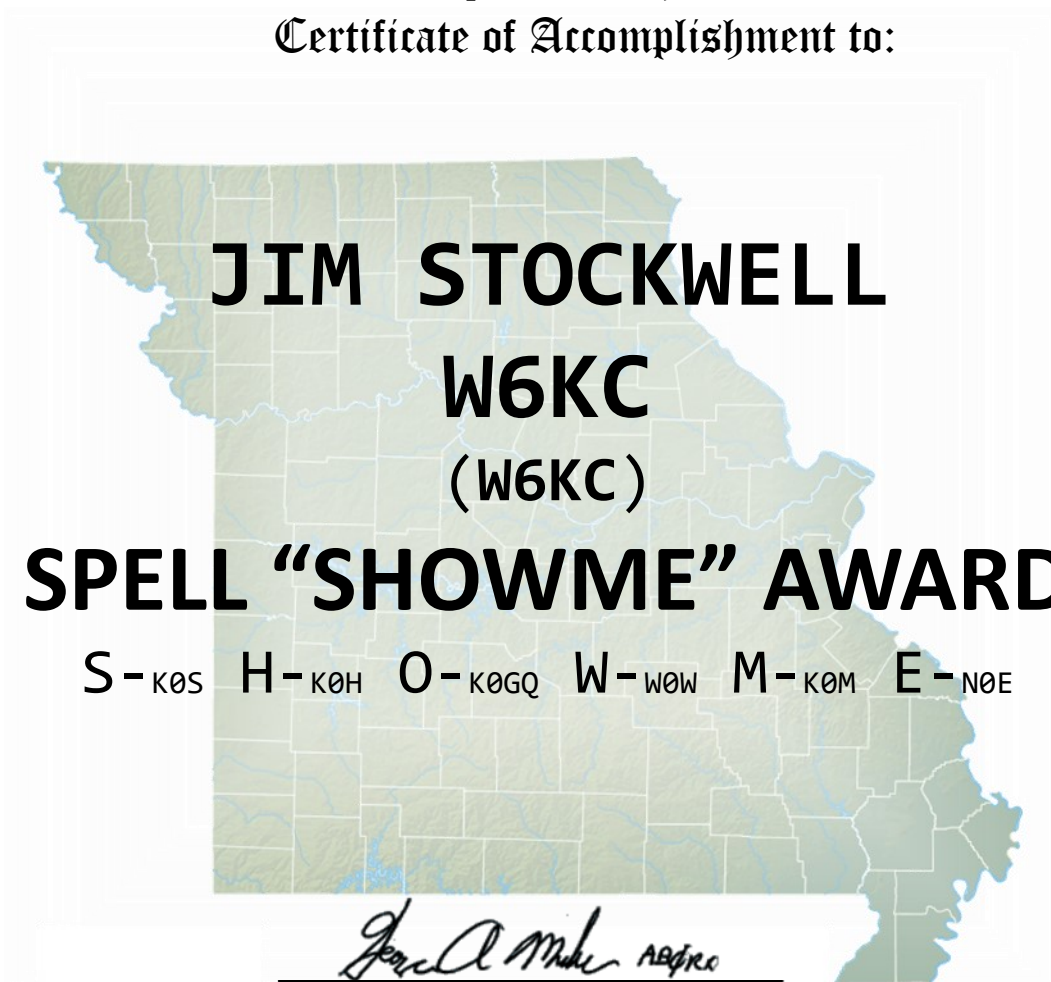 Certificate of Accomplishment to:
JIM STOCKWELL
W6KC
(W6KC)
SPELL “SHOWME” AWARD
S-K0S H-K0H O-K0GQ W-W0W M-K0M E-N0E